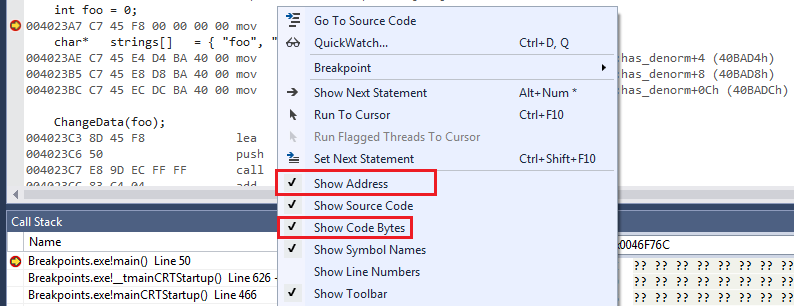 int foo = 0;
004023A7 C7 45 F8 00 00 00 00 mov
char* strings[] = { "foo", "
004023AE C7 45 E4 D4 BA 40 00 mov has_denorm+4 (40BAD4h)
004023B5 C7 45 E8 D8 BA 40 00 mov has_denorm+8 (40BAD8h)
004023BC C7 45 EC DC BA 40 00 mov has_denorm+0Ch (40BADCh)
ChangeData(foo);
004023C3 8D 45 F8 lea
004023C6 50 push
004023C7 E8 9D EC FF FF call
004023CC 83 C4 04 add
Go To Source Code
QuickWatch... Ctrl+D, Q
Breakpoint
Show Next Statement Alt+Num *
Run To Cursor Ctrl+F10
Run Flagged Threads To Cursor
Set Next Statement Ctrl+Shift+F10
Show Address
Show Source Code
Show Code Bytes
Show Symbol Names
Show Line Numbers
Show Toolbar
Call Stack
Name
Breakpoints.exe!main() Line 50
Breakpoints.exe!__tmainCRTStartup() Line 626 -
Breakpoints.exe!mainCRTStartup() Line 466
0046F76C
?? ?? ?? ?? ?? ?? ?? ??
?? ?? ?? ?? ?? ?? ?? ??
?? ?? ?? ?? ?? ?? ?? ??